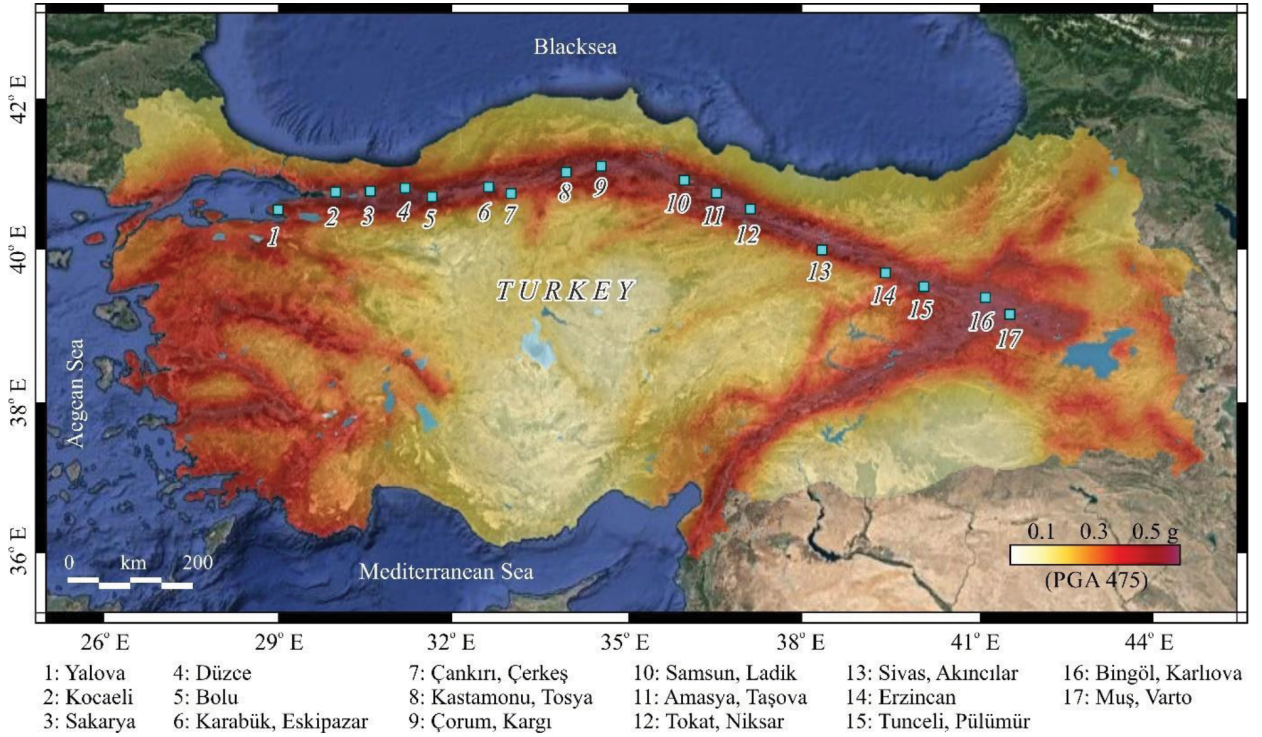 Blacksea
42° E
40° E
38° E
36° E
Aegean Sea
TURKEY
1
2
3
4
5
6
7
8
9
10
11
12
13
14
15
16
17
0 km 200
Mediterranean Sea
0.1 0.3 0.5 g
(PGA 475)
26° E 29° E 32° E 35° E 38° E 41° E 44° E
1: Yalova 4: Düzce 7: Çankırı, Çerkeş 10: Samsun, Ladik 13: Sivas, Akıncılar 16: Bingöl, Karlıova
2: Kocaeli 5: Bolu 8: Kastamonu, Tosya 11: Amasya, Taşova 14: Erzincan 17: Muş, Varto
3: Sakarya 6: Karabük, Eskipazar 9: Çorum, Kargı 12: Tokat, Niksar 15: Tunceli, Pülümür